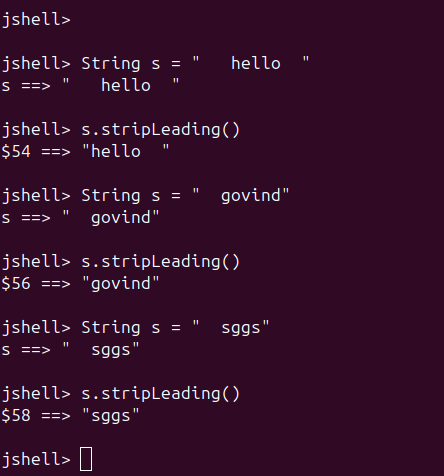 jshell>
jshell> String s = "   hello  "
s ==> "   hello  "
jshell> s.stripLeading()
$54 ==> "hello  "
jshell> String s = "  govind"
s ==> "  govind"
jshell> s.stripLeading()
$56 ==> "govind"
jshell> String s = "  sggs"
s ==> "  sggs"
jshell> s.stripLeading()
$58 ==> "sggs"
jshell>